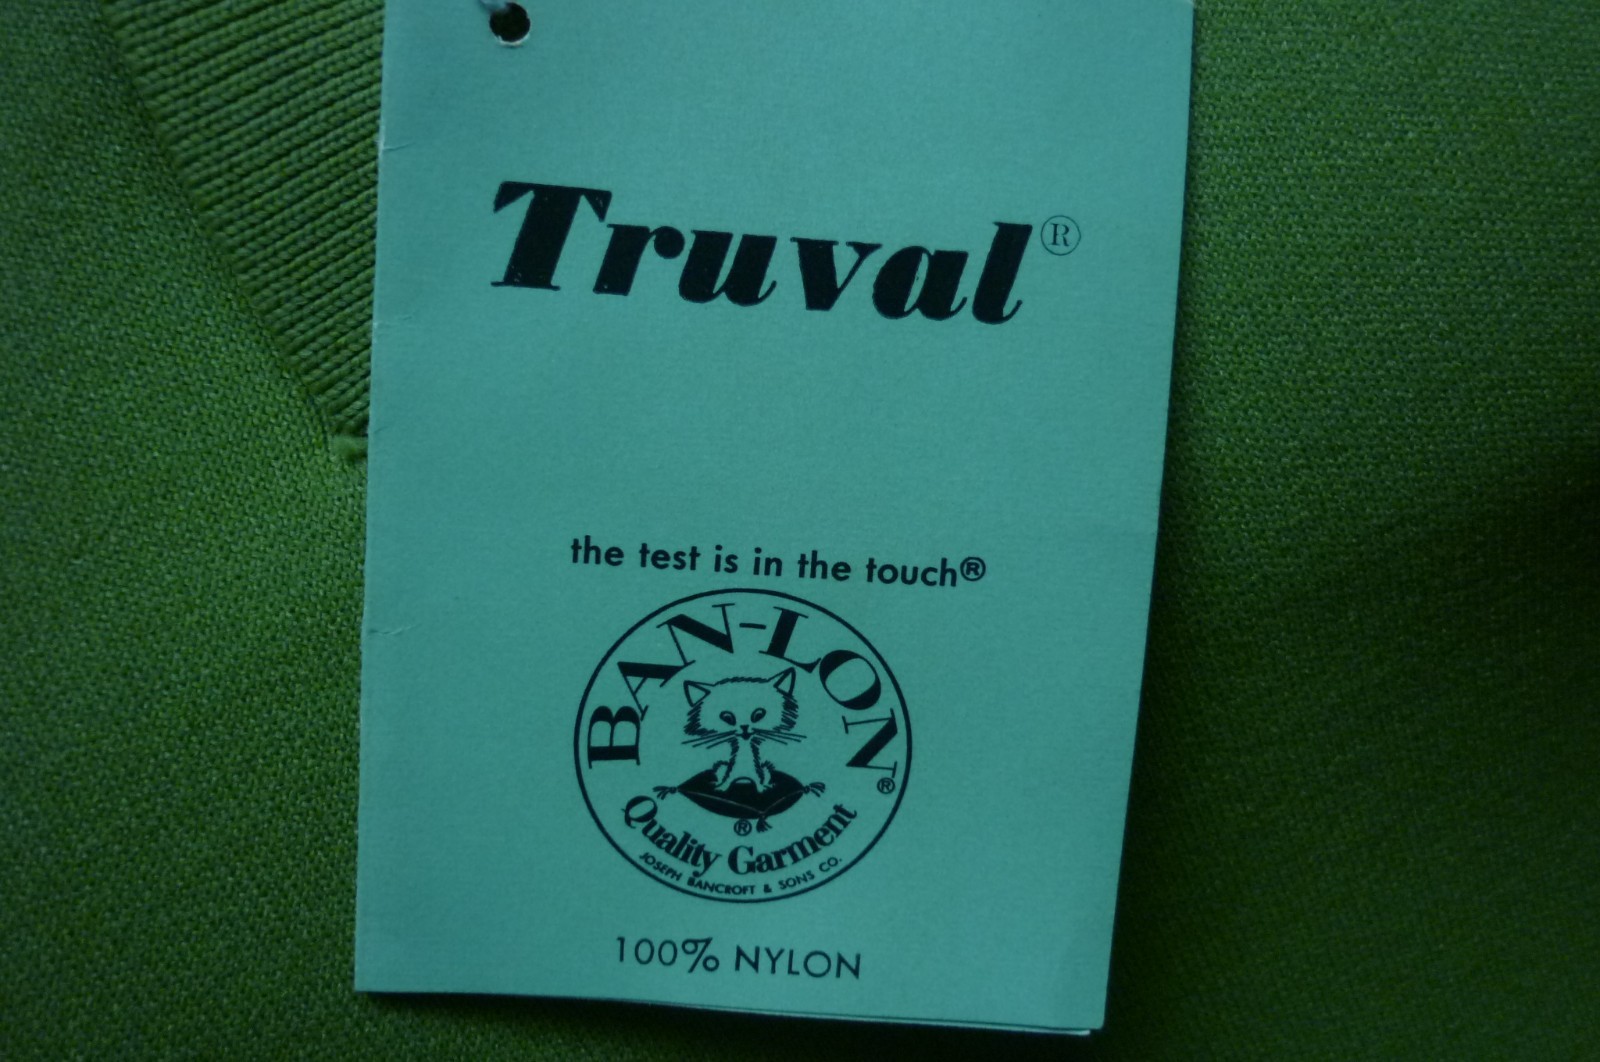 Truval®
the test is in the touch®
BAN-LON®
®
Quality Garment
JOSEPH BANCROFT & SONS CO.
100% NYLON